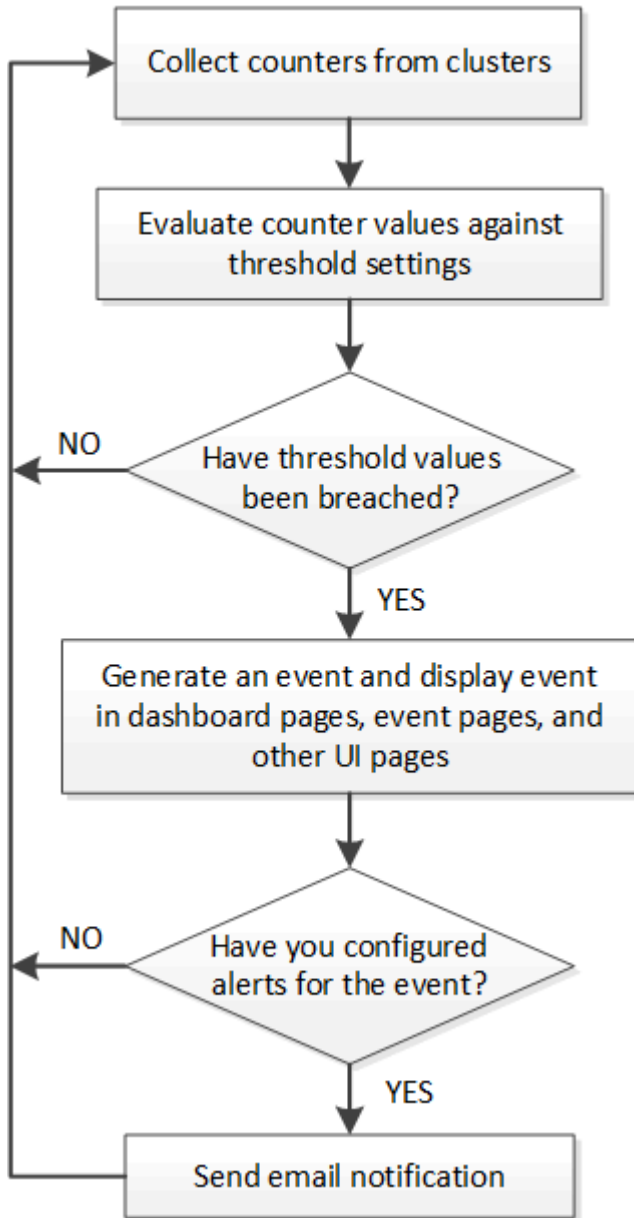 Collect counters from clusters
Evaluate counter values against
threshold settings
NO
Have threshold values
been breached?
YES
Generate an event and display event
in dashboard pages, event pages, and
other UI pages
NO
Have you configured
alerts for the event?
YES
Send email notification